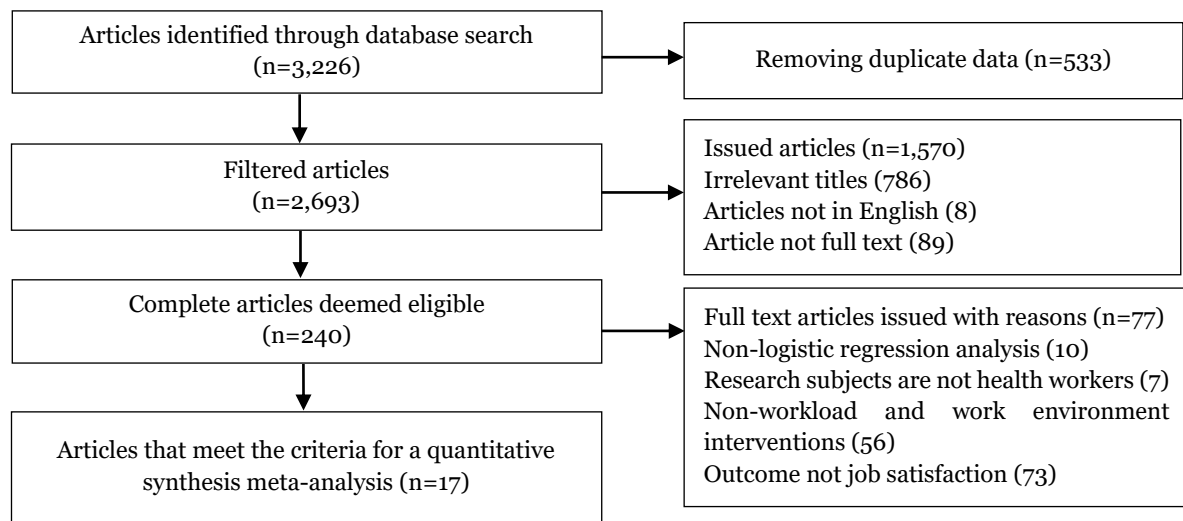 Articles identified through database search
(n=3,226)
Removing duplicate data (n=533)
Filtered articles
(n=2,693)
Issued articles (n=1,570)
Irrelevant titles (786)
Articles not in English (8)
Article not full text (89)
Complete articles deemed eligible
(n=240)
Full text articles issued with reasons (n=77)
Non-logistic regression analysis (10)
Research subjects are not health workers (7)
Non-workload and work environment
interventions (56)
Outcome not job satisfaction (73)
Articles that meet the criteria for a quantitative
synthesis meta-analysis (n=17)